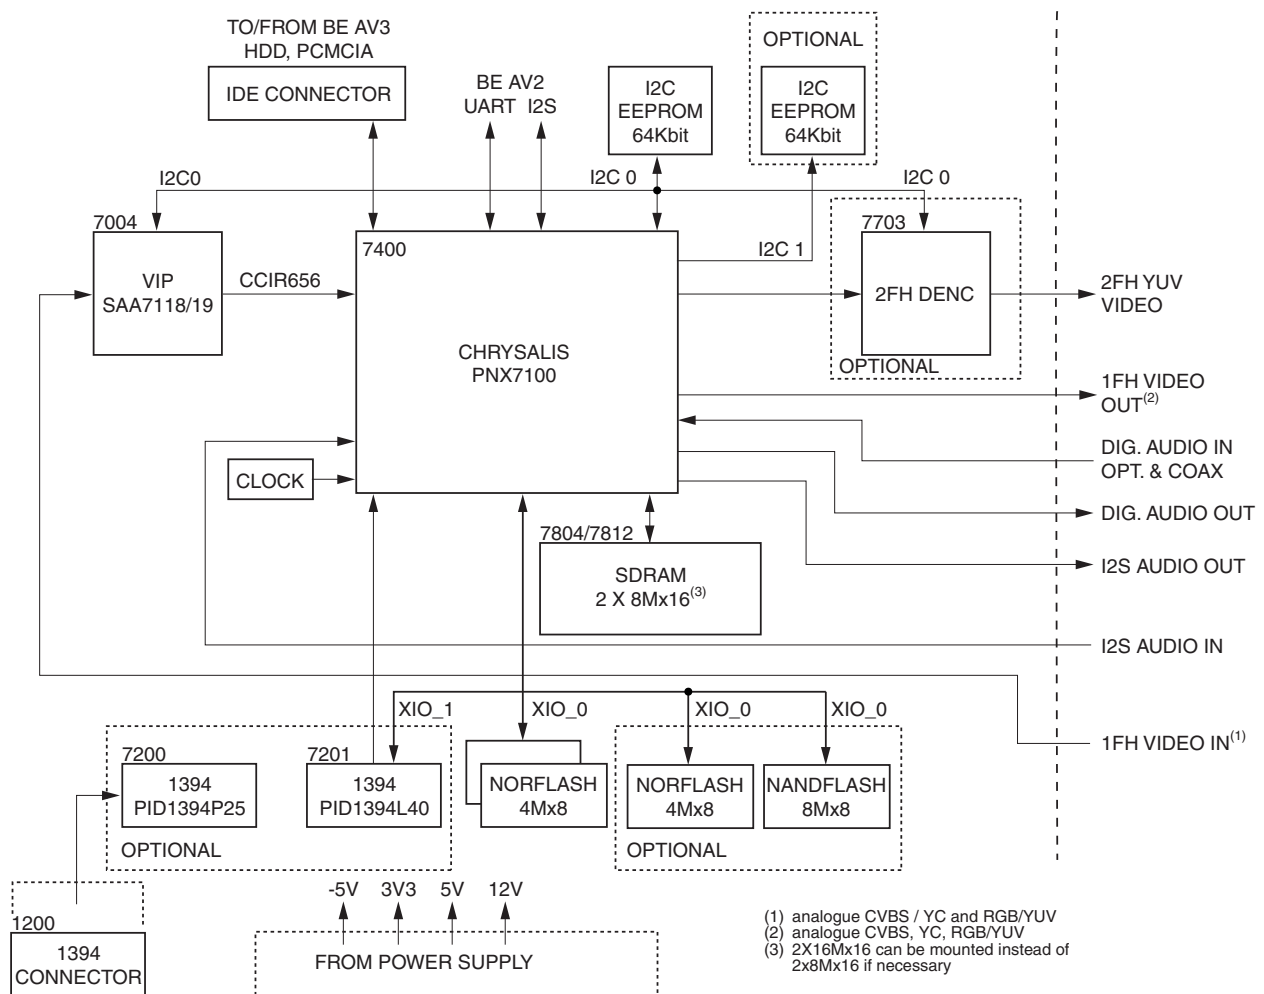 TO/FROM BE AV3
HDD, PCMCIA
IDE CONNECTOR
BE AV2
UART I2S
I2C
EEPROM
64Kbit
OPTIONAL
I2C
EEPROM
64Kbit
I2C0
I2C 0
I2C 0
7004
VIP
SAA7118/19
CCIR656
7400
CHRYSALIS
PNX7100
I2C 1
7703
2FH DENC
OPTIONAL
2FH YUV
VIDEO
1FH VIDEO
OUT(2)
DIG. AUDIO IN
OPT. & COAX
CLOCK
DIG. AUDIO OUT
7804/7812
SDRAM
2 X 8Mx16(3)
I2S AUDIO OUT
I2S AUDIO IN
XIO_1
XIO_0
XIO_0
XIO_0
1FH VIDEO IN(1)
7200
1394
PID1394P25
7201
1394
PID1394L40
OPTIONAL
NORFLASH
4Mx8
NORFLASH
4Mx8
NANDFLASH
8Mx8
OPTIONAL
-5V 3V3 5V 12V
FROM POWER SUPPLY
1200
1394
CONNECTOR
(1) analogue CVBS / YC and RGB/YUV
(2) analogue CVBS, YC, RGB/YUV
(3) 2X16Mx16 can be mounted instead of
2x8Mx16 if necessary